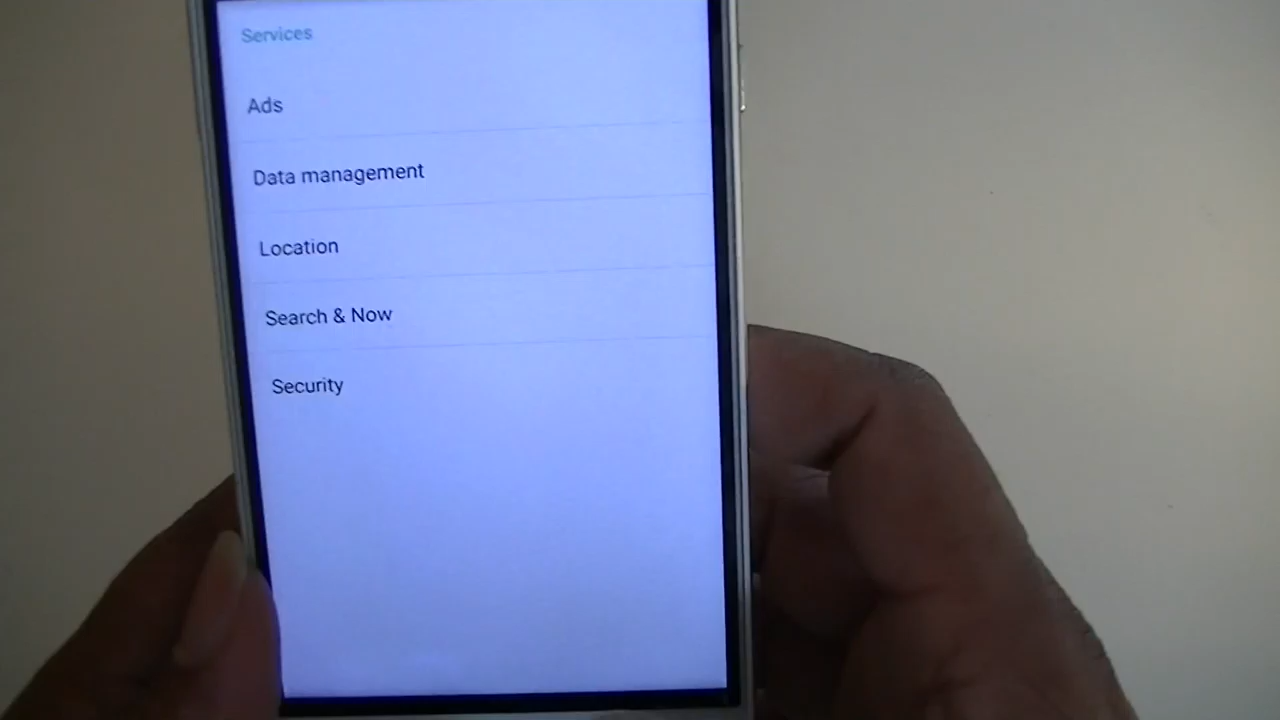 Services
Ads
Data management
Location
Search & Now
Security